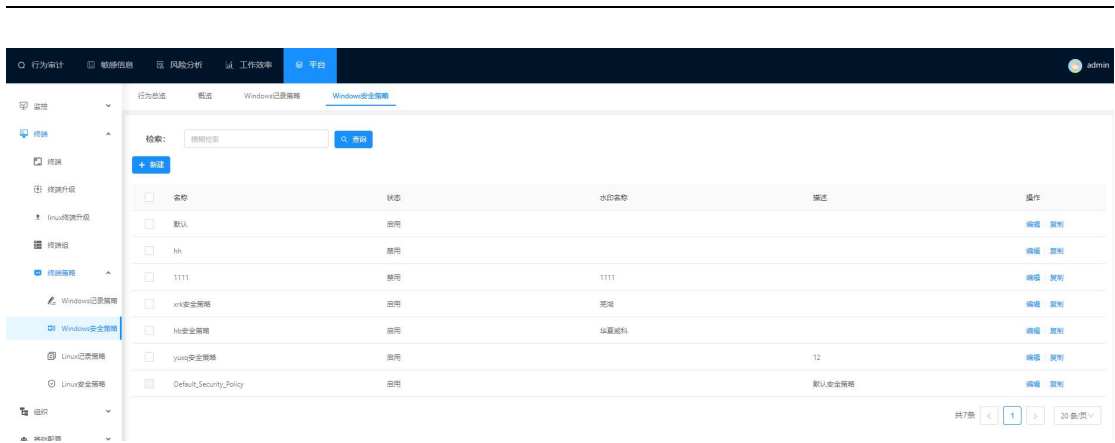 行为审计 敏感信息 风险分析 工作效率 平台 admin
监控 行为总览 概览 Windows记录策略 Windows安全策略
终端
检索： 模糊检索 查询
+ 新建
终端
终端升级
linux终端升级
终端组
终端策略
Windows记录策略
Windows安全策略
Linux记录策略
Linux安全策略
组织
基础配置
名称 状态 水印名称 描述 操作
默认 启用 编辑 复制
hh 禁用 编辑 复制
1111 禁用 1111 编辑 复制
xrk安全策略 启用 芜湖 编辑 复制
hb安全策略 启用 华夏威科 编辑 复制
yuxq安全策略 启用 12 编辑 复制
Default_Security_Policy 启用 默认安全策略 编辑 复制
共7条 < 1 > 20 条/页